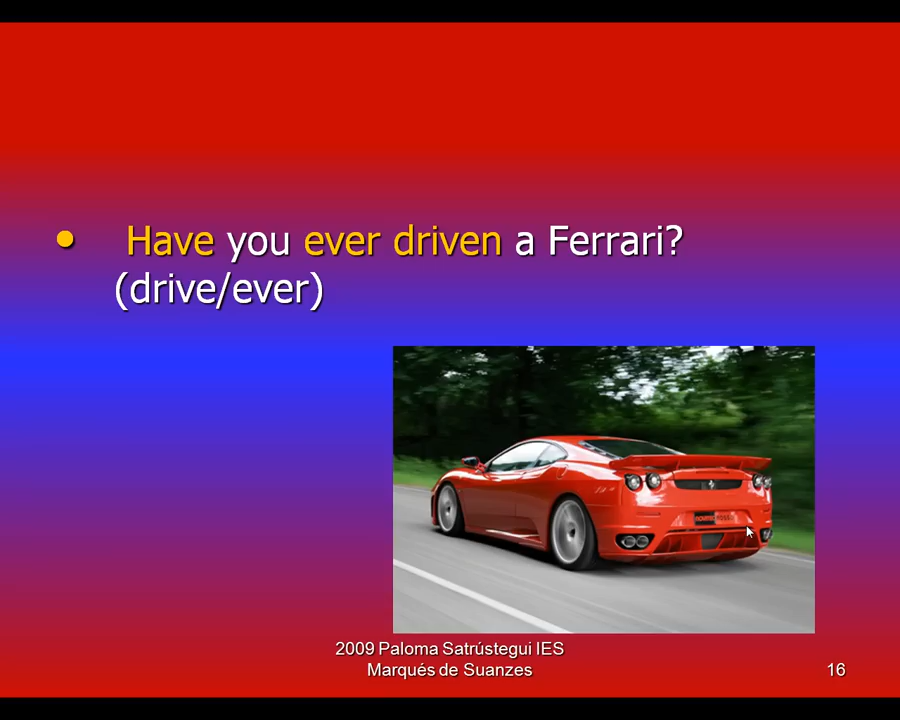 • Have you ever driven a Ferrari?
(drive/ever)
2009 Paloma Satrústegui IES
Marqués de Suanzes
16